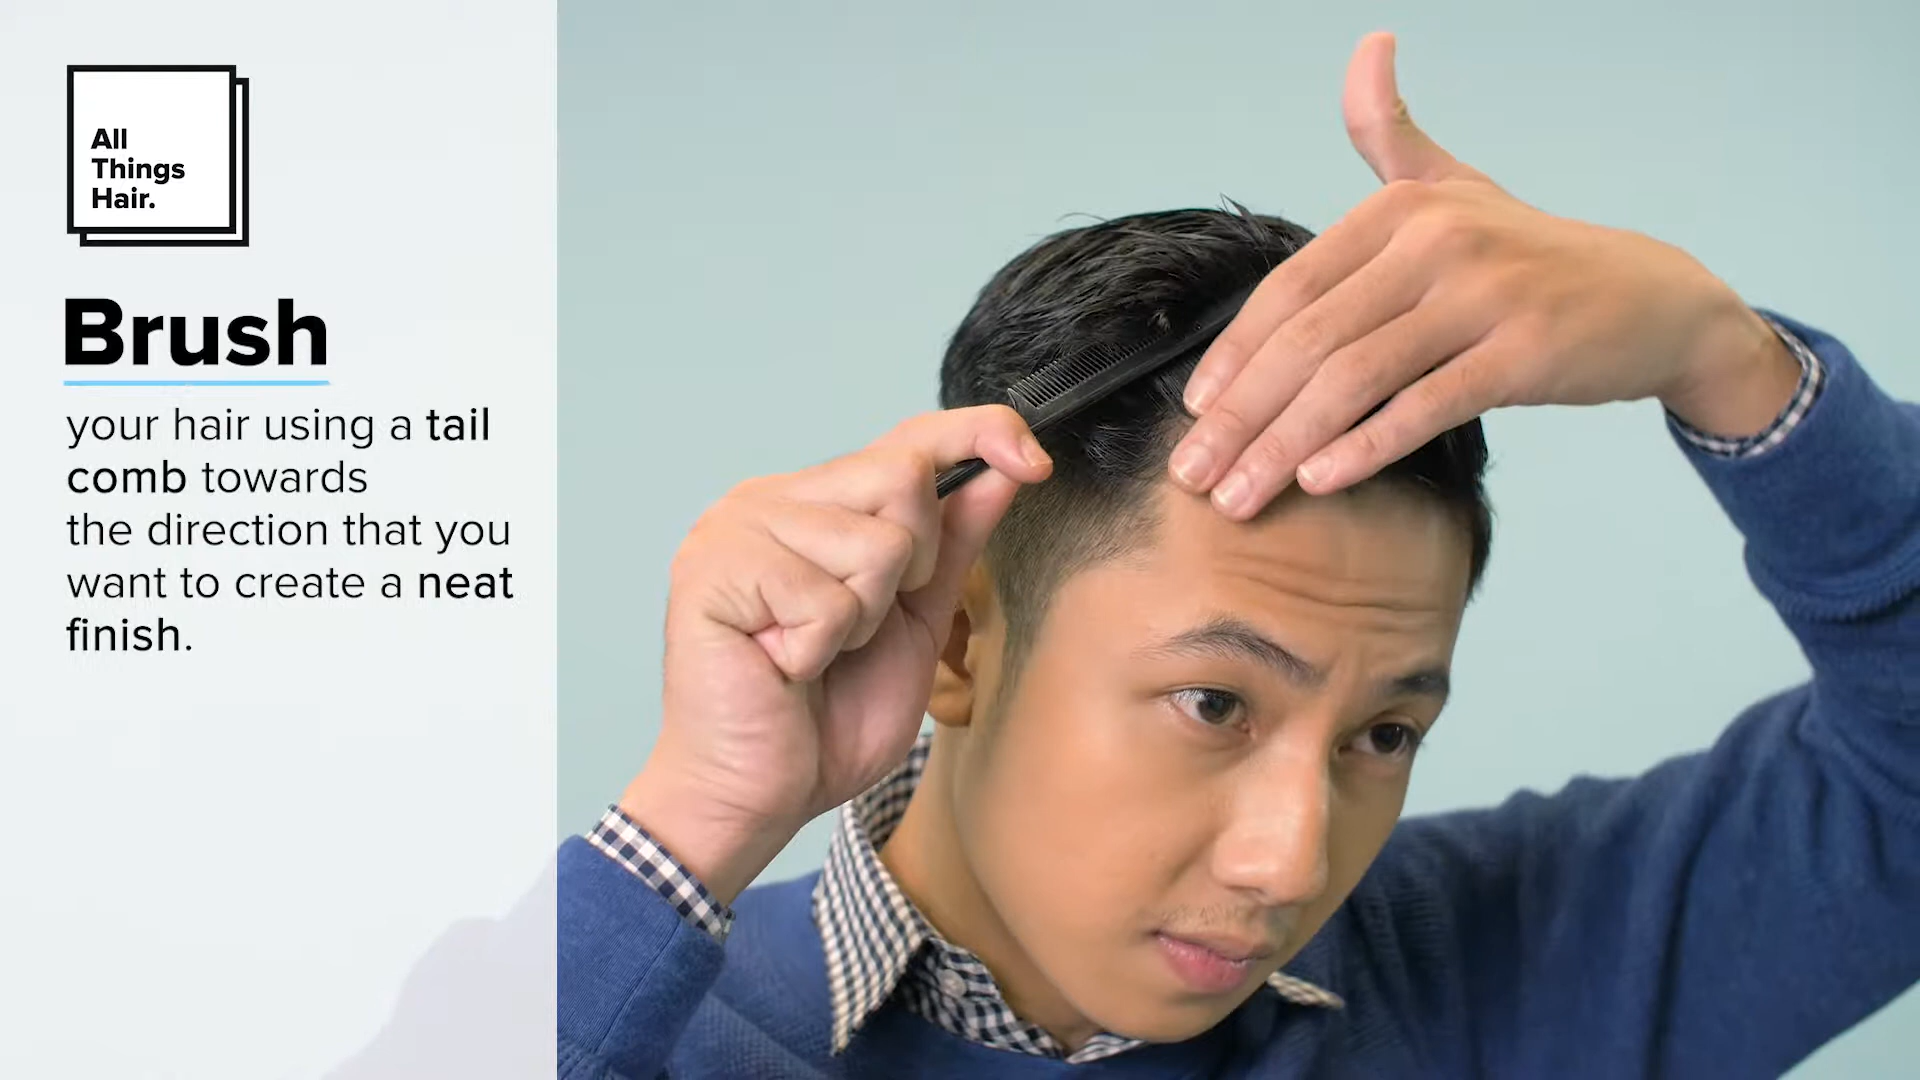 All
Things
Hair.
Brush
your hair using a tail
comb towards
the direction that you
want to create a neat
finish.